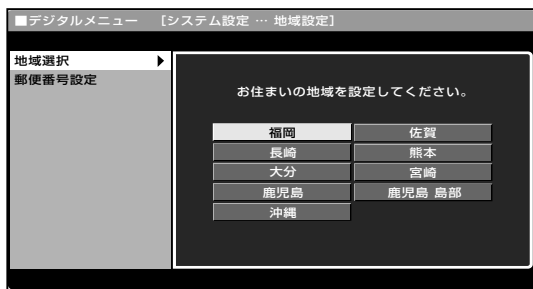 ■デジタルメニュー [システム設定 … 地域設定]
地域選択 ▶
郵便番号設定
お住まいの地域を設定してください。
福岡 佐賀
長崎 熊本
大分 宮崎
鹿児島 鹿児島 島部
沖縄